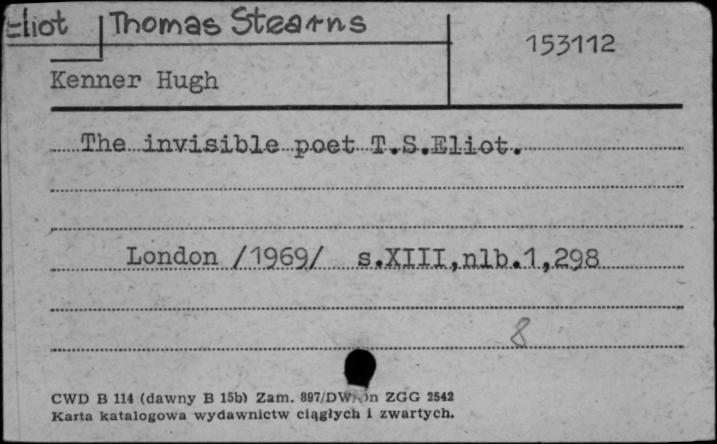 Eliot Thomas Stearns
153112
Kenner Hugh
The invisible poet T.S.Eliot.
London /1969/ s.XIII,nlb.1,298
8
CWD B 114 (dawny B 15b) Zam. 897/DW/ ZGG 2542
Karta katalogowa wydawnictw ciągłych i zwartych.